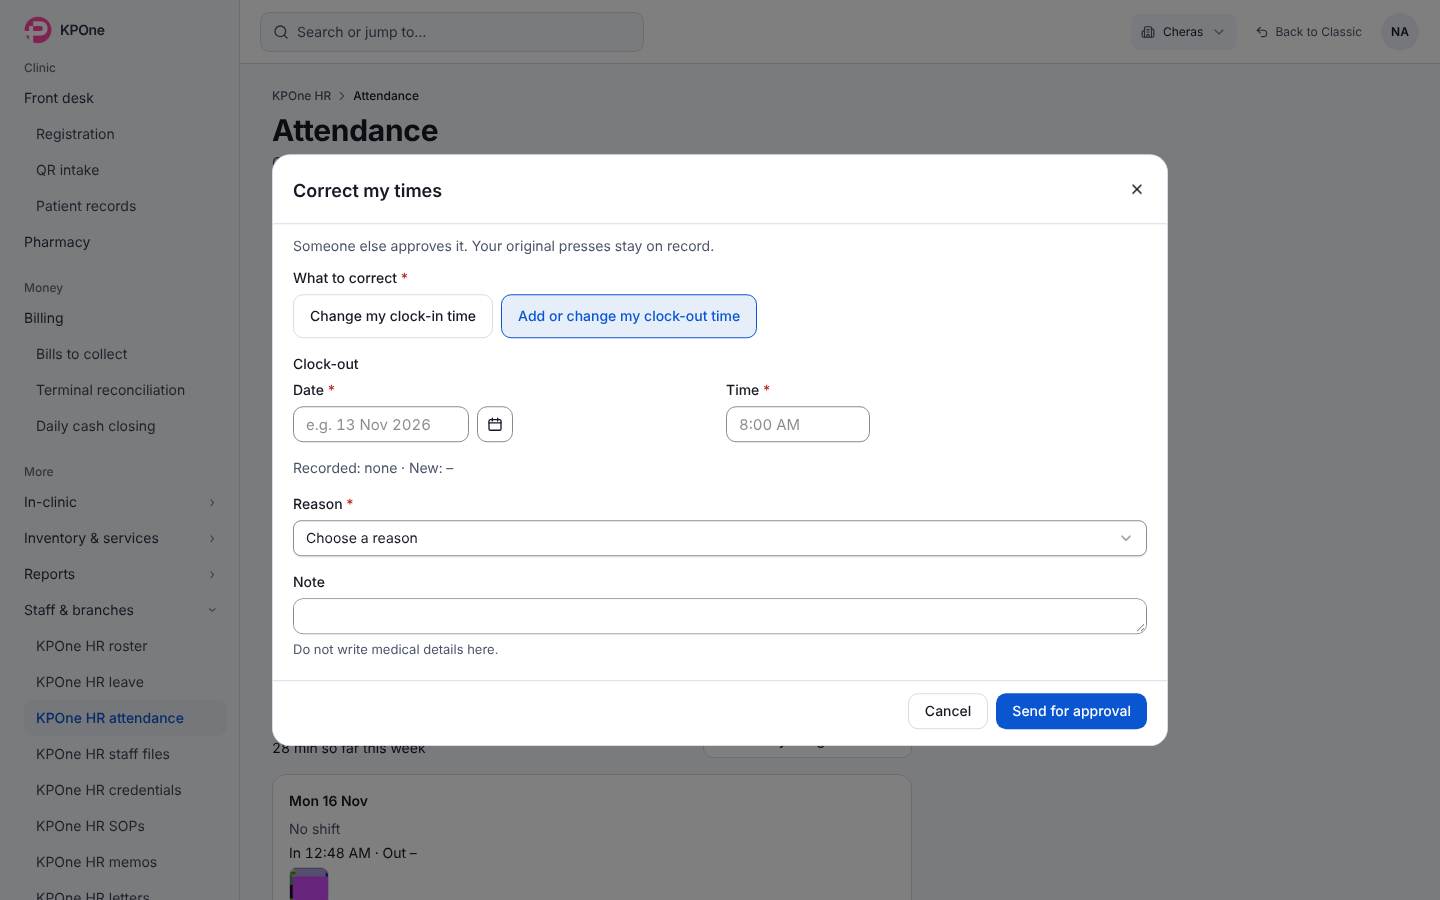 KPOne
Search or jump to...
Cheras
Back to Classic
NA
Clinic
Front desk
Registration
QR intake
Patient records
Pharmacy
Money
Billing
Bills to collect
Terminal reconciliation
Daily cash closing
More
In-clinic
Inventory & services
Reports
Staff & branches
KPOne HR roster
KPOne HR leave
KPOne HR attendance
KPOne HR staff files
KPOne HR credentials
KPOne HR SOPs
KPOne HR memos
KPOne HR letters
KPOne HR > Attendance
Attendance
Correct my times
Someone else approves it. Your original presses stay on record.
What to correct *
Change my clock-in time
Add or change my clock-out time
Clock-out
Date *
Time *
e.g. 13 Nov 2026
8:00 AM
Recorded: none · New: –
Reason *
Choose a reason
Note
Do not write medical details here.
Cancel
Send for approval
28 min so far this week
Mon 16 Nov
No shift
In 12:48 AM · Out –